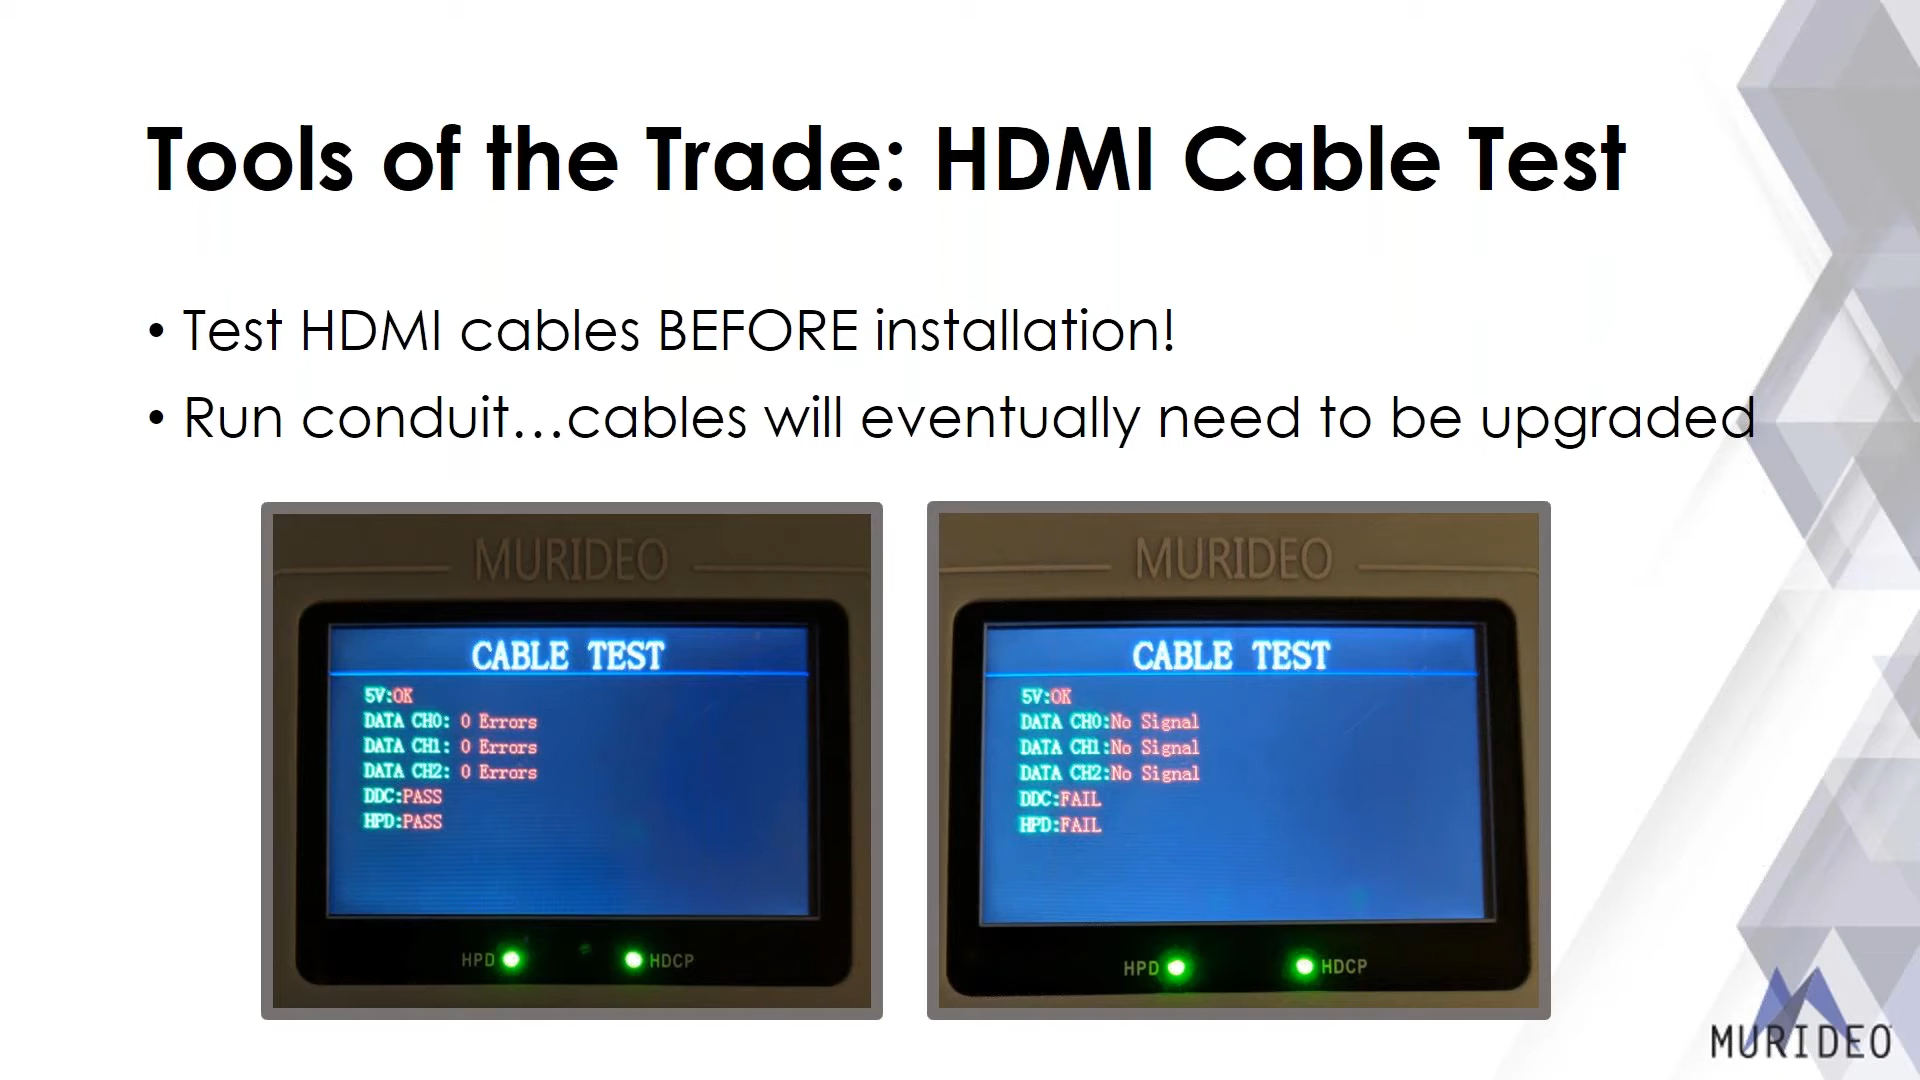 Tools of the Trade: HDMI Cable Test
• Test HDMI cables BEFORE installation!
• Run conduit...cables will eventually need to be upgraded
MURIDEO
CABLE TEST
5V:OK
DATA CH0: 0 Errors
DATA CH1: 0 Errors
DATA CH2: 0 Errors
DDC:PASS
HPD:PASS
HPD HDCP
MURIDEO
CABLE TEST
5V:OK
DATA CH0:No Signal
DATA CH1:No Signal
DATA CH2:No Signal
DDC:FAIL
HPD:FAIL
HPD HDCP
MURIDEO